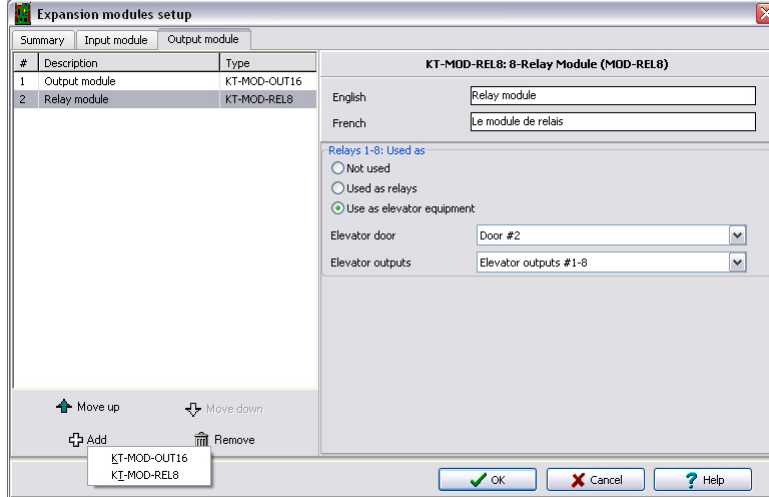 Expansion modules setup
Summary Input module Output module
# Description Type
1 Output module KT-MOD-OUT16
2 Relay module KT-MOD-REL8
KT-MOD-REL8: 8-Relay Module (MOD-REL8)
English Relay module
French Le module de relais
Relays 1-8: Used as
Not used
Used as relays
Use as elevator equipment
Elevator door Door #2
Elevator outputs Elevator outputs #1-8
Move up Move down
Add Remove
KT-MOD-OUT16
KT-MOD-REL8
OK Cancel ? Help